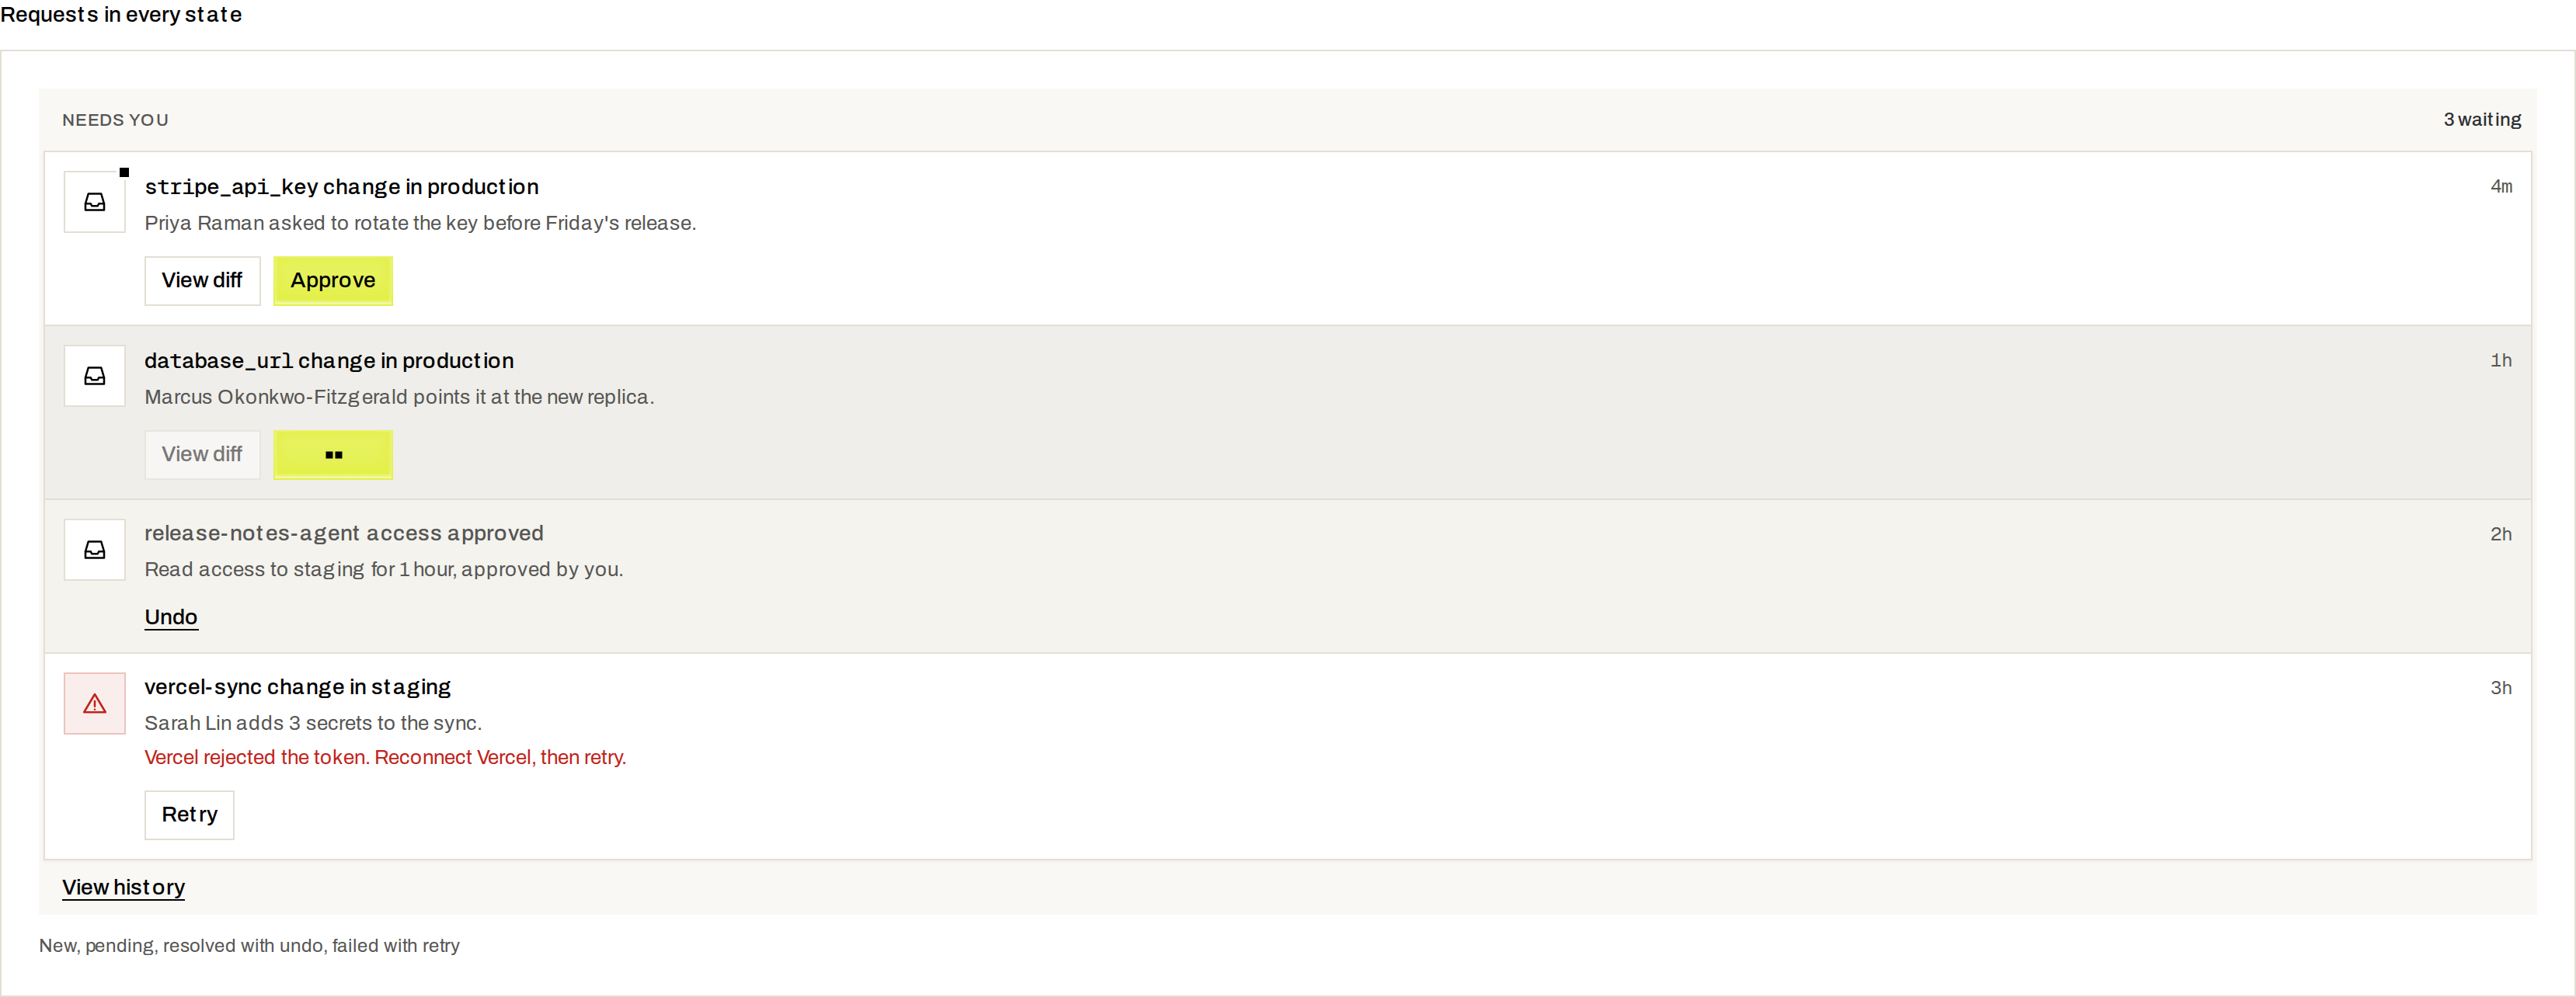 Requests in every state
NEEDS YOU
3 waiting
stripe_api_key change in production
4m
Priya Raman asked to rotate the key before Friday's release.
View diff
Approve
database_url change in production
1h
Marcus Okonkwo-Fitzgerald points it at the new replica.
View diff
release-notes-agent access approved
2h
Read access to staging for 1 hour, approved by you.
Undo
vercel-sync change in staging
3h
Sarah Lin adds 3 secrets to the sync.
Vercel rejected the token. Reconnect Vercel, then retry.
Retry
View history
New, pending, resolved with undo, failed with retry